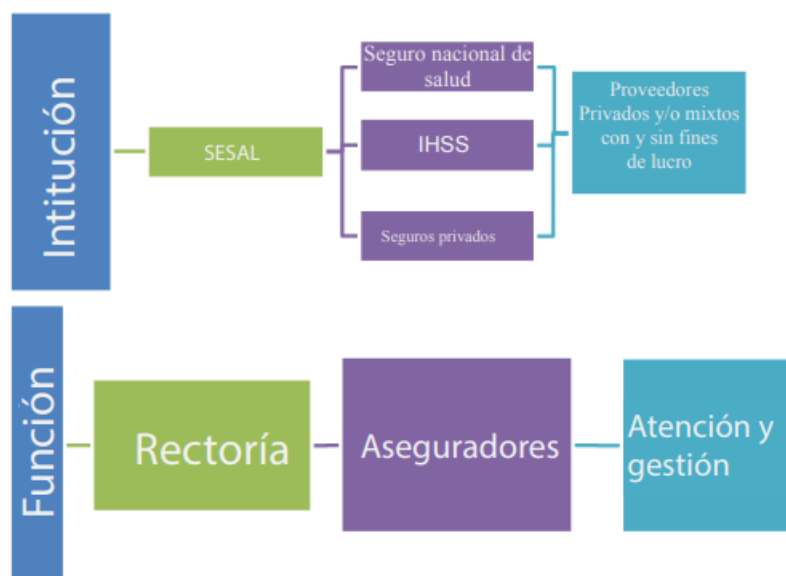 Intitución
SESAL
Seguro nacional de
salud
IHSS
Seguros privados
Proveedores
Privados y/o mixtos
con y sin fines
de lucro
Función
Rectoría
Aseguradores
Atención y
gestión